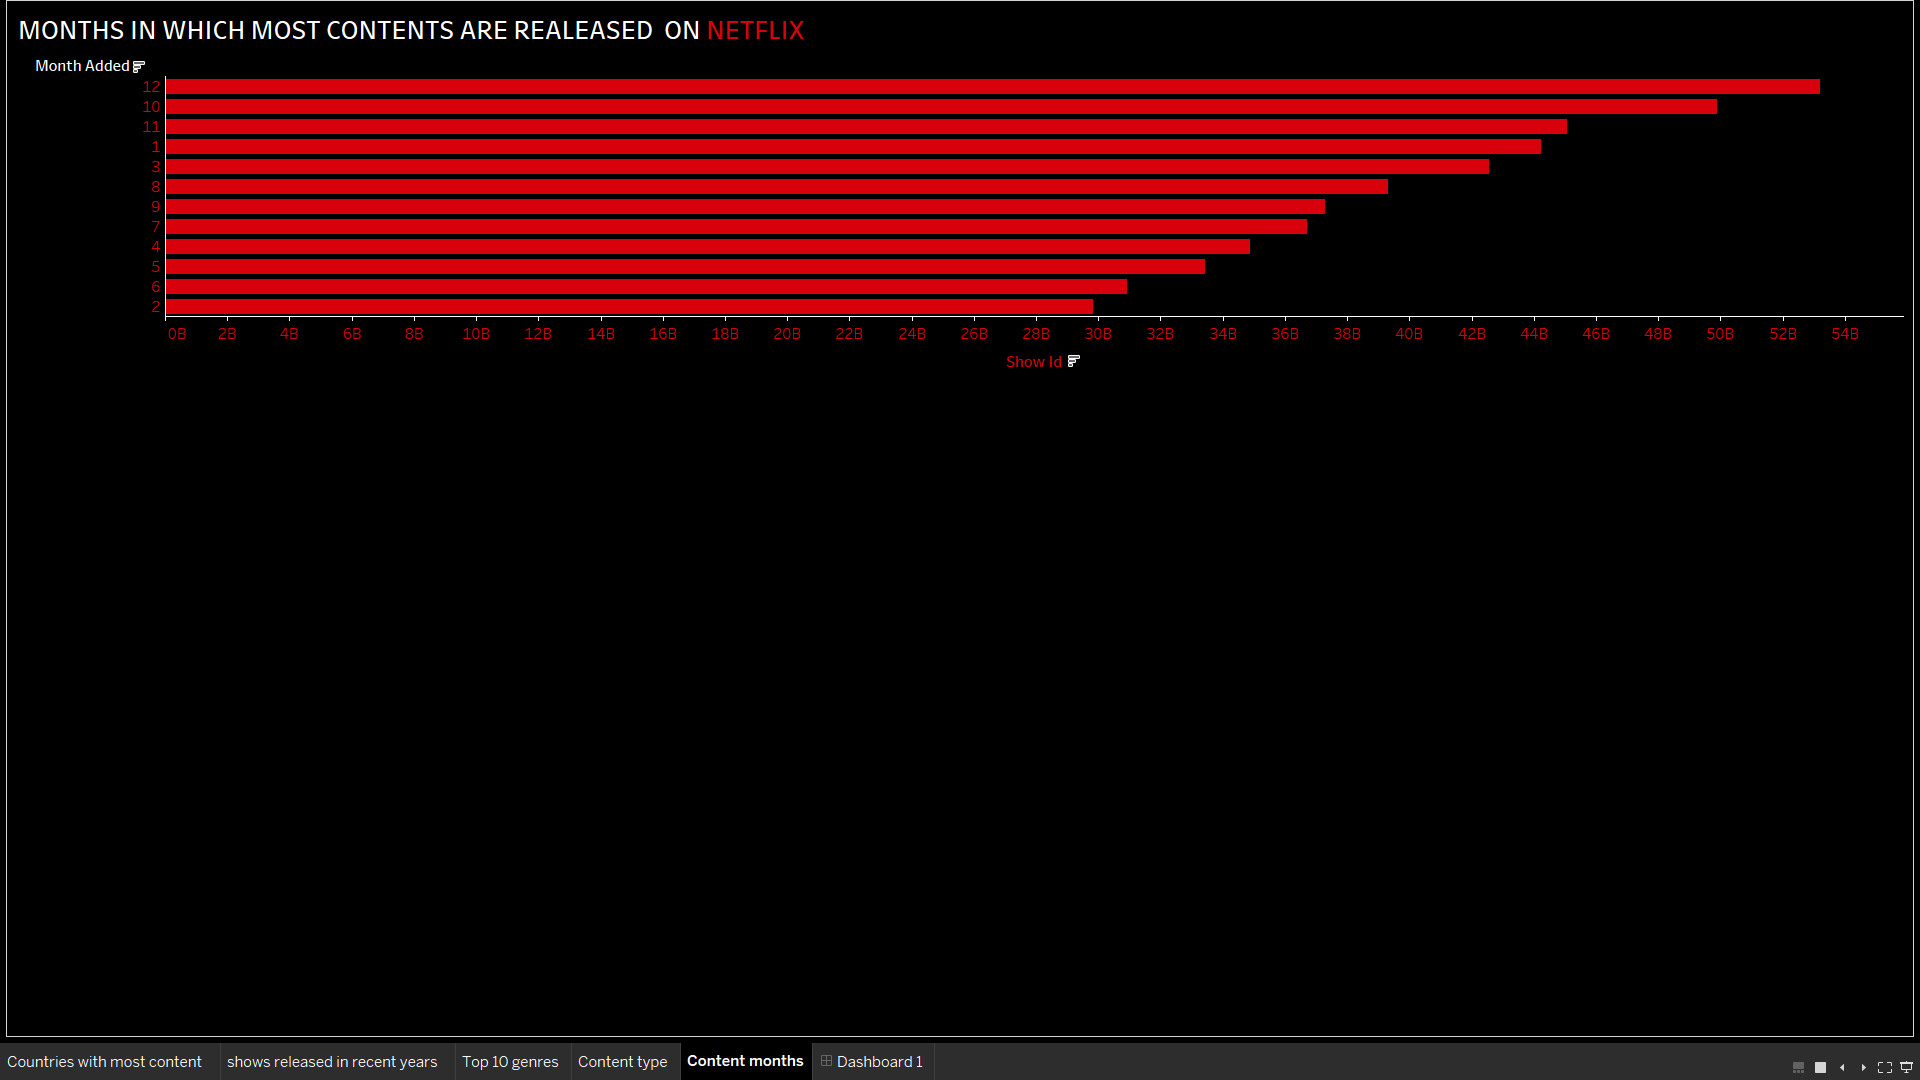 MONTHS IN WHICH MOST CONTENTS ARE REALEASED ON NETFLIX
Month Added
12
10
11
1
3
8
9
7
4
5
6
2
0B 2B 4B 6B 8B 10B 12B 14B 16B 18B 20B 22B 24B 26B 28B 30B 32B 34B 36B 38B 40B 42B 44B 46B 48B 50B 52B 54B
Show Id
Countries with most content shows released in recent years Top 10 genres Content type Content months Dashboard 1